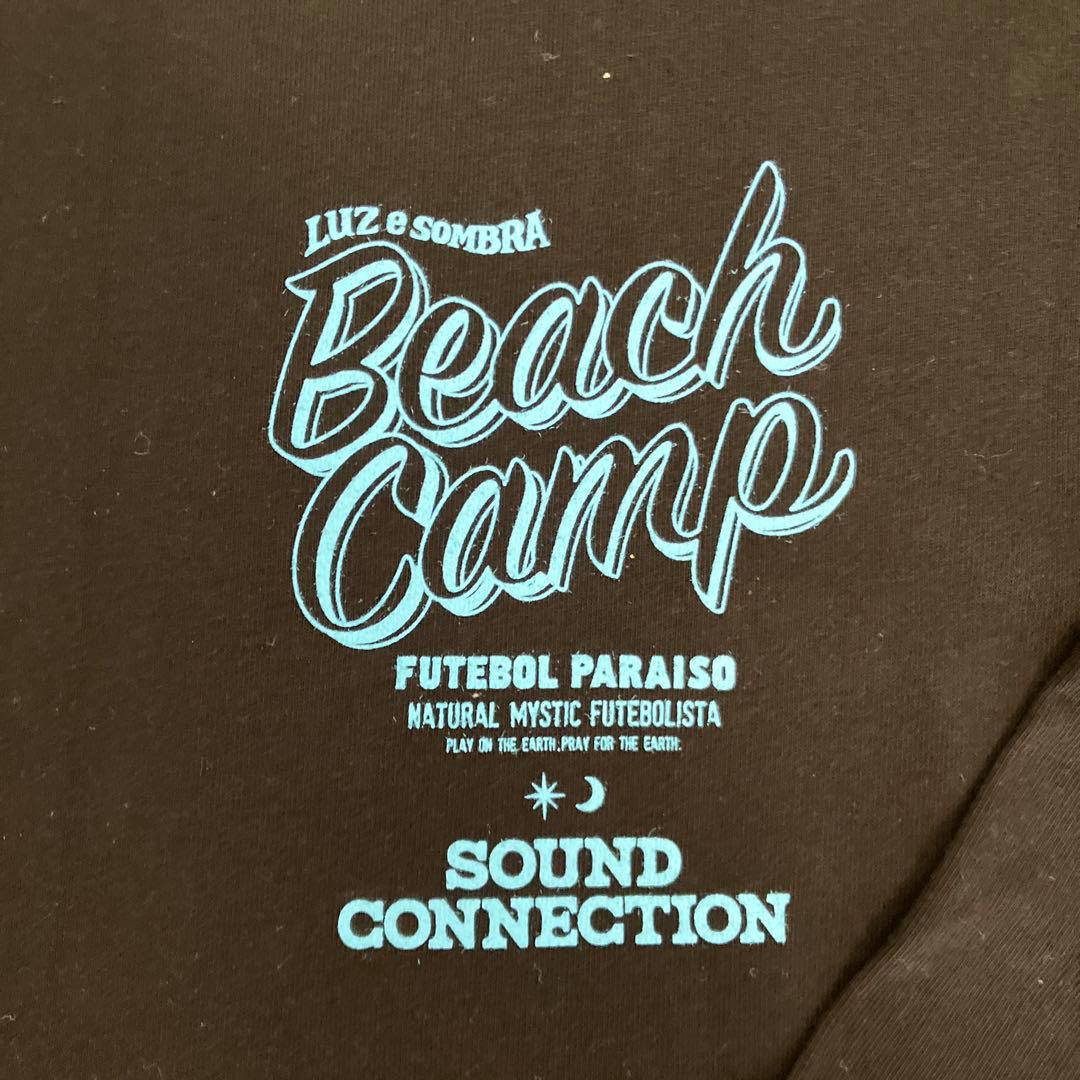 LUZ e SOMBRA
Beach
Camp
FUTEBOL PARAISO
NATURAL MYSTIC FUTEBOLISTA
PLAY ON THE EARTH.PRAY FOR THE EARTH.
SOUND
CONNECTION